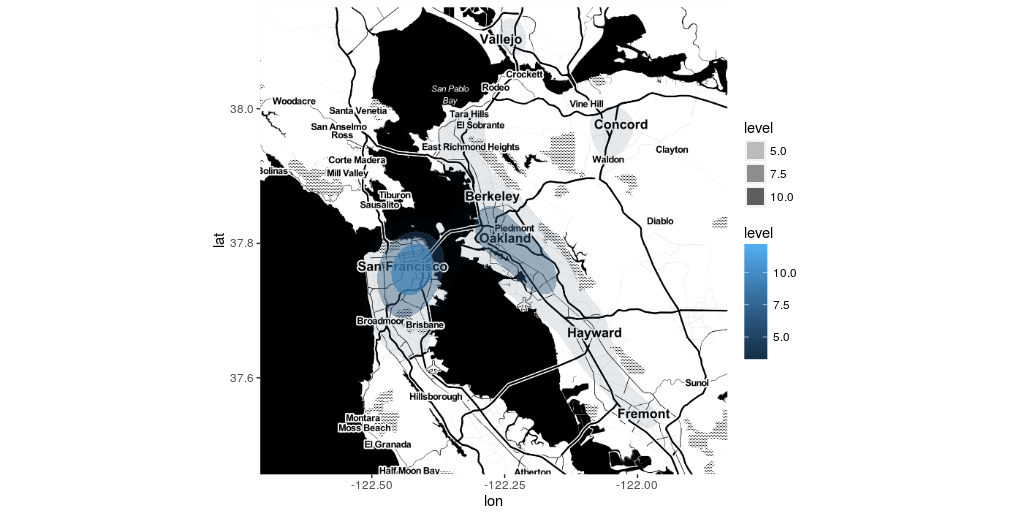 Vallejo
Crockett
San Pablo
Bay
Rodeo
Woodacre
Santa Venetia
Vine Hill
Tara Hills
38.0
San Anselmo
El Sobrante
Concord
Ross
East Richmond Heights
Clayton
Corte Madera
Waldon
Bolinas
Mill Valley
Tiburon
Berkeley
Sausalito
Diablo
Piedmont
Oakland
37.8
San Francisco
Broadmoor
Brisbane
Hayward
37.6
Sunol
Hillsborough
Fremont
Montara
Moss Beach
El Granada
Half Moon Bay
Atherton
-122.50
-122.25
-122.00
lon
lat
level
5.0
7.5
10.0
level
10.0
7.5
5.0